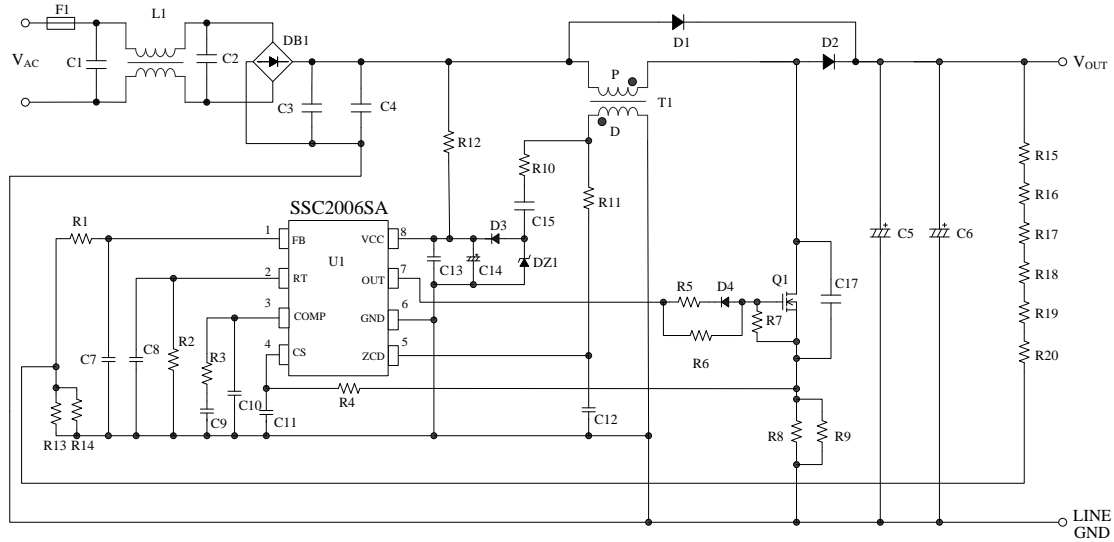 F1
L1
V_AC
C1
C2
DB1
C3
C4
D1
D2
V_OUT
P
T1
D
R12
R10
C15
R11
R15
R16
R17
R18
R19
R20
SSC2006SA
U1
1 FB
2 RT
3 COMP
4 CS
VCC 8
OUT 7
GND 6
ZCD 5
R1
D3
C13
C14
DZ1
C5
C6
R5
D4
Q1
C17
R7
R6
C7
C8
R2
R3
C9
C10
C11
R4
C12
R13
R14
R8
R9
LINE
GND